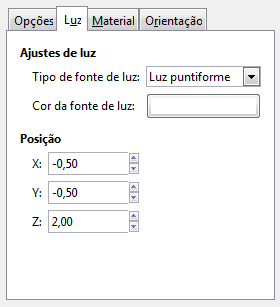 Opções Luz Material Orientação
Ajustes de luz
Tipo de fonte de luz: Luz puntiforme
Cor da fonte de luz:
Posição
X: -0,50
Y: -0,50
Z: 2,00